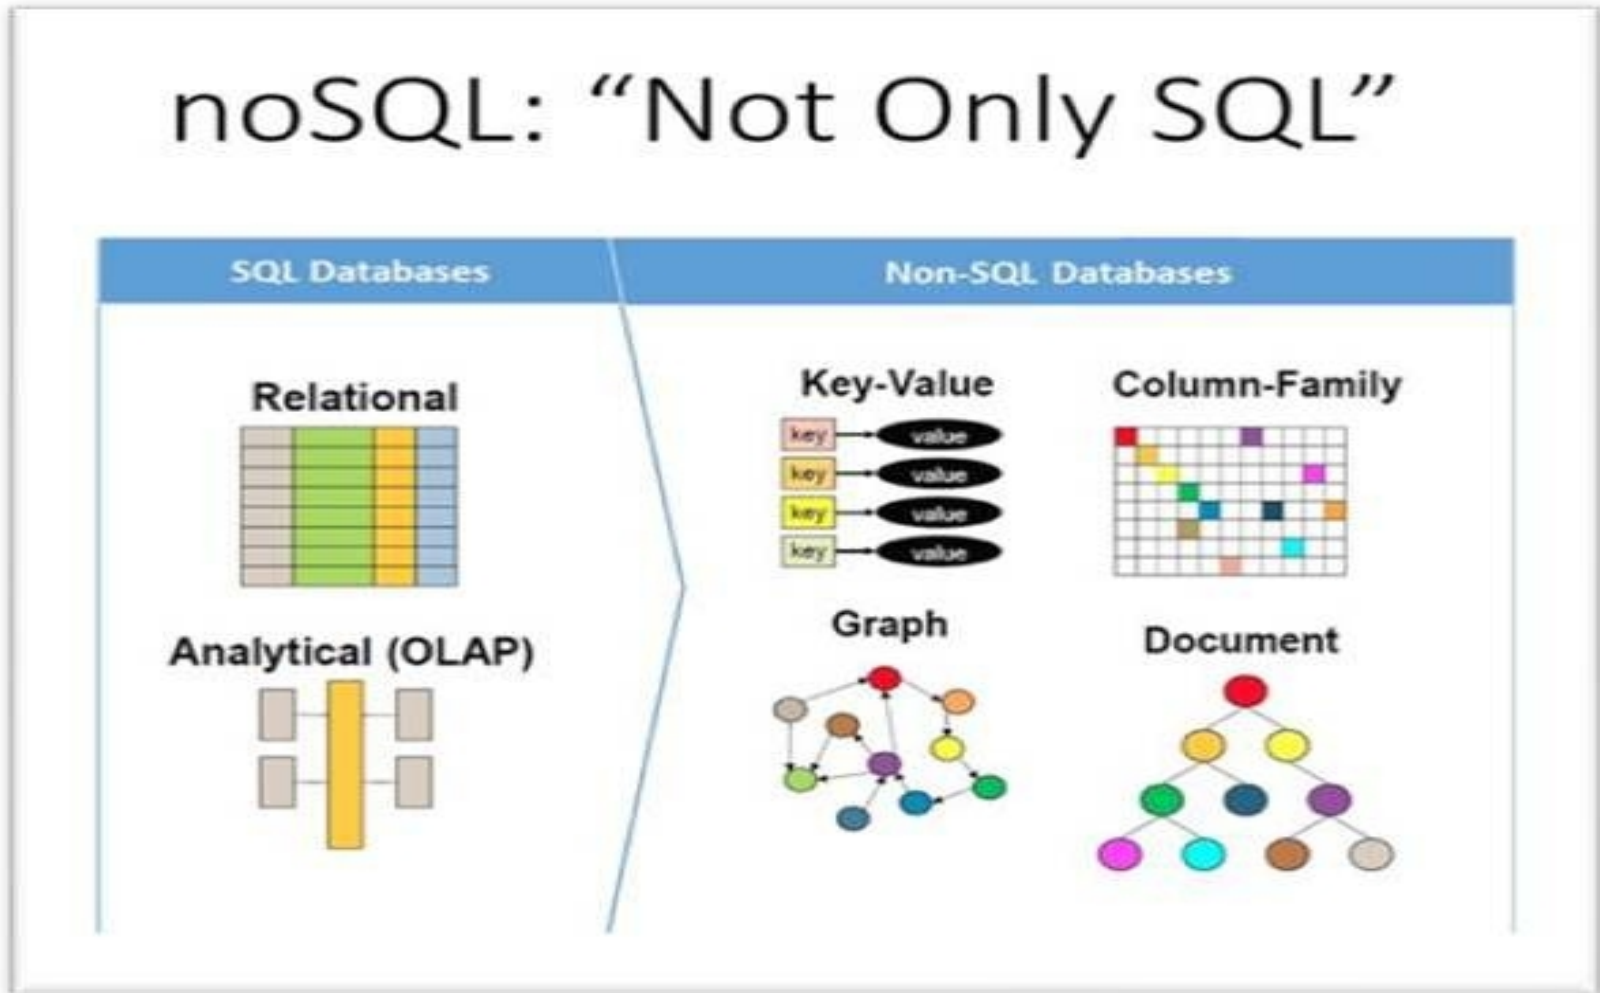 noSQL: “Not Only SQL”
SQL Databases
Non-SQL Databases
Relational
Analytical (OLAP)
Key-Value
key value
key value
key value
key value
Column-Family
Graph
Document